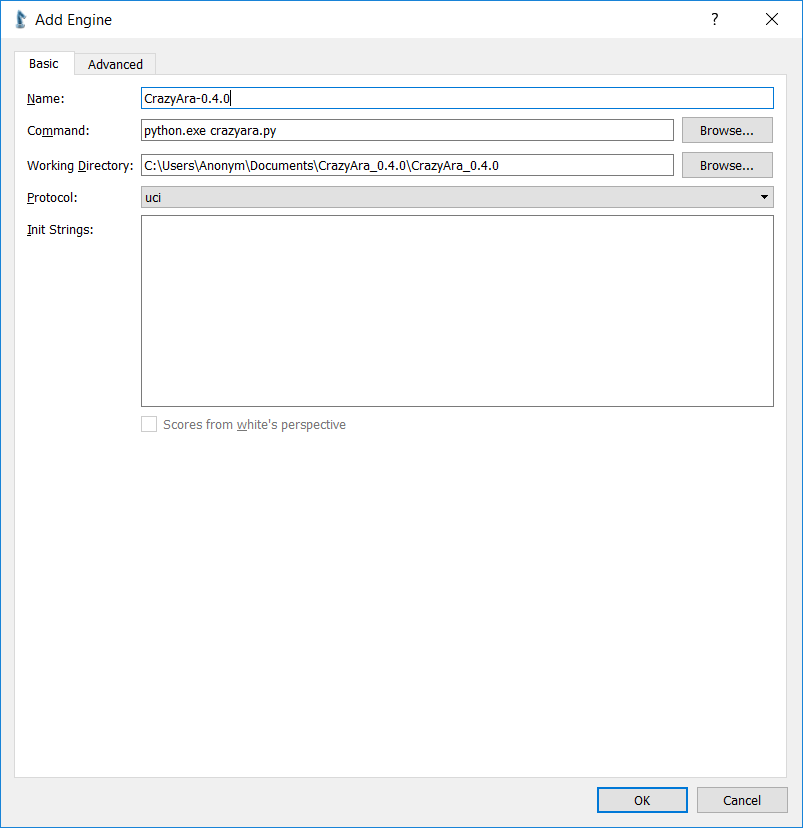 Add Engine
?
Basic Advanced
Name: CrazyAra-0.4.0
Command: python.exe crazyara.py Browse...
Working Directory: C:\Users\Anonym\Documents\CrazyAra_0.4.0\CrazyAra_0.4.0 Browse...
Protocol: uci
Init Strings:
Scores from white's perspective
OK Cancel